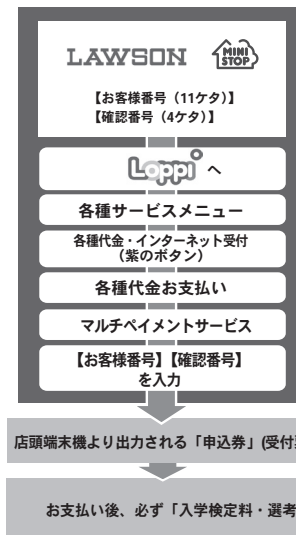 LAWSON MINI STOP
【お客様番号（11ケタ）】
【確認番号（4ケタ）】
Loppi へ
各種サービスメニュー
各種代金・インターネット受付
（紫のボタン）
各種代金お支払い
マルチペイメントサービス
【お客様番号】【確認番号】
を入力
店頭端末機より出力される「申込券」(受付
お支払い後、必ず「入学検定料・選考